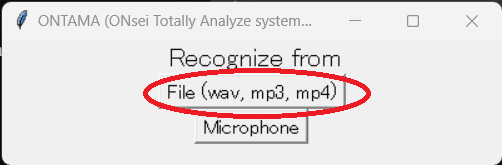 ONTAMA (ONsei Totally Analyze system...
Recognize from
File (wav, mp3, mp4)
Microphone